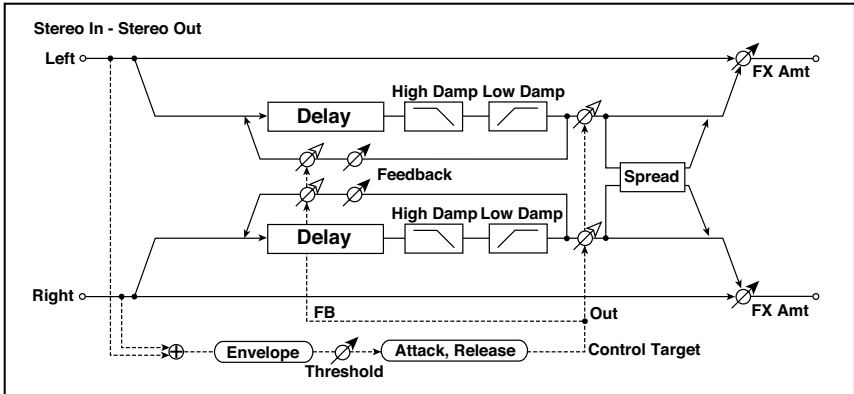 Stereo In - Stereo Out
Left
FX Amt
High Damp Low Damp
Delay
Feedback
Spread
High Damp Low Damp
Delay
Right
FB
Out
FX Amt
Envelope
Threshold
Attack, Release
Control Target